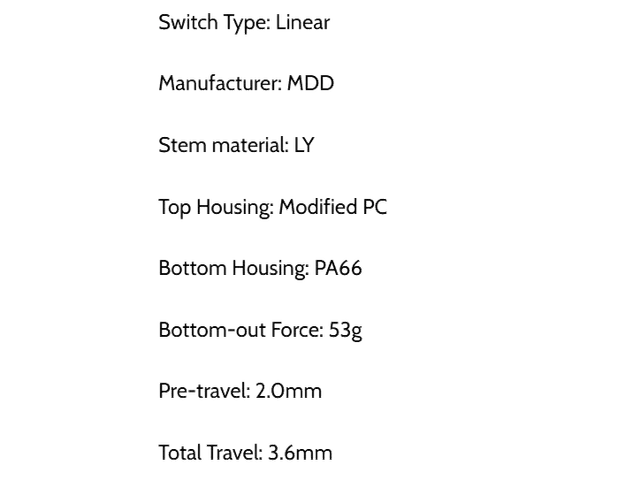 Switch Type: Linear
Manufacturer: MDD
Stem material: LY
Top Housing: Modified PC
Bottom Housing: PA66
Bottom-out Force: 53g
Pre-travel: 2.0mm
Total Travel: 3.6mm